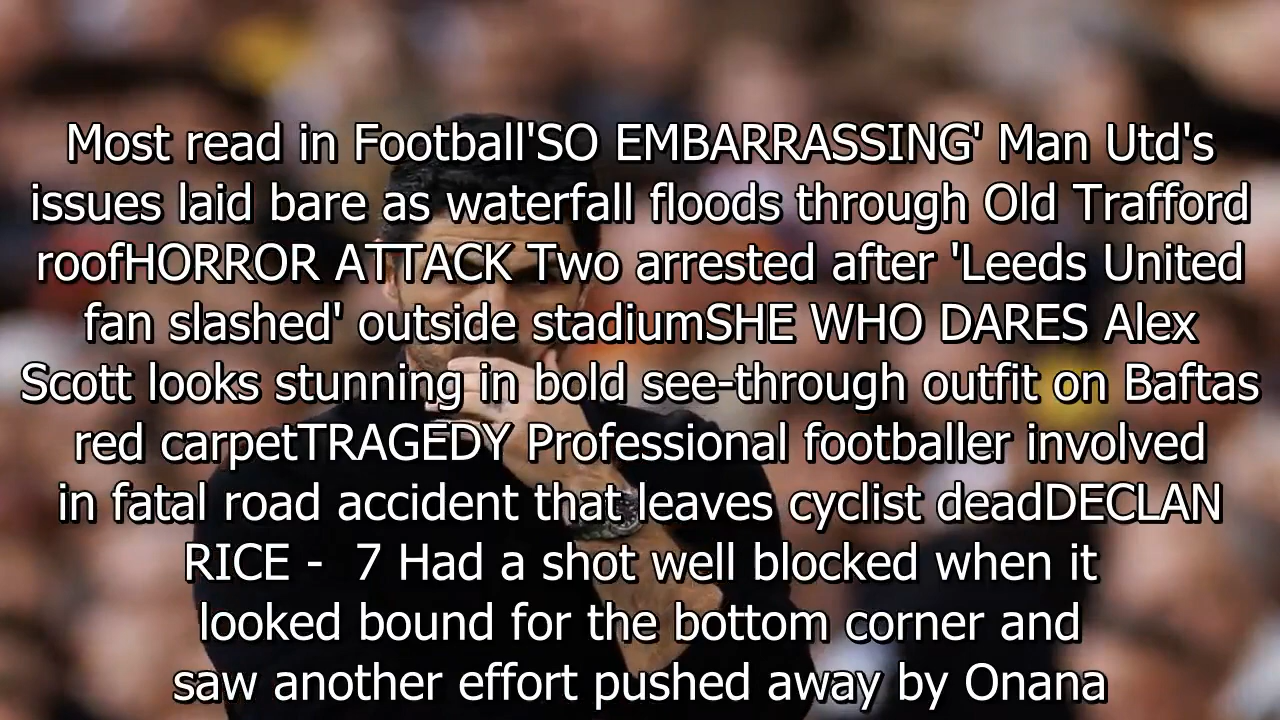 Most read in Football'SO EMBARRASSING' Man Utd's
issues laid bare as waterfall floods through Old Trafford
roofHORROR ATTACK Two arrested after 'Leeds United
fan slashed' outside stadiumSHE WHO DARES Alex
Scott looks stunning in bold see-through outfit on Baftas
red carpetTRAGEDY Professional footballer involved
in fatal road accident that leaves cyclist deadDECLAN
RICE -  7 Had a shot well blocked when it
looked bound for the bottom corner and
saw another effort pushed away by Onana